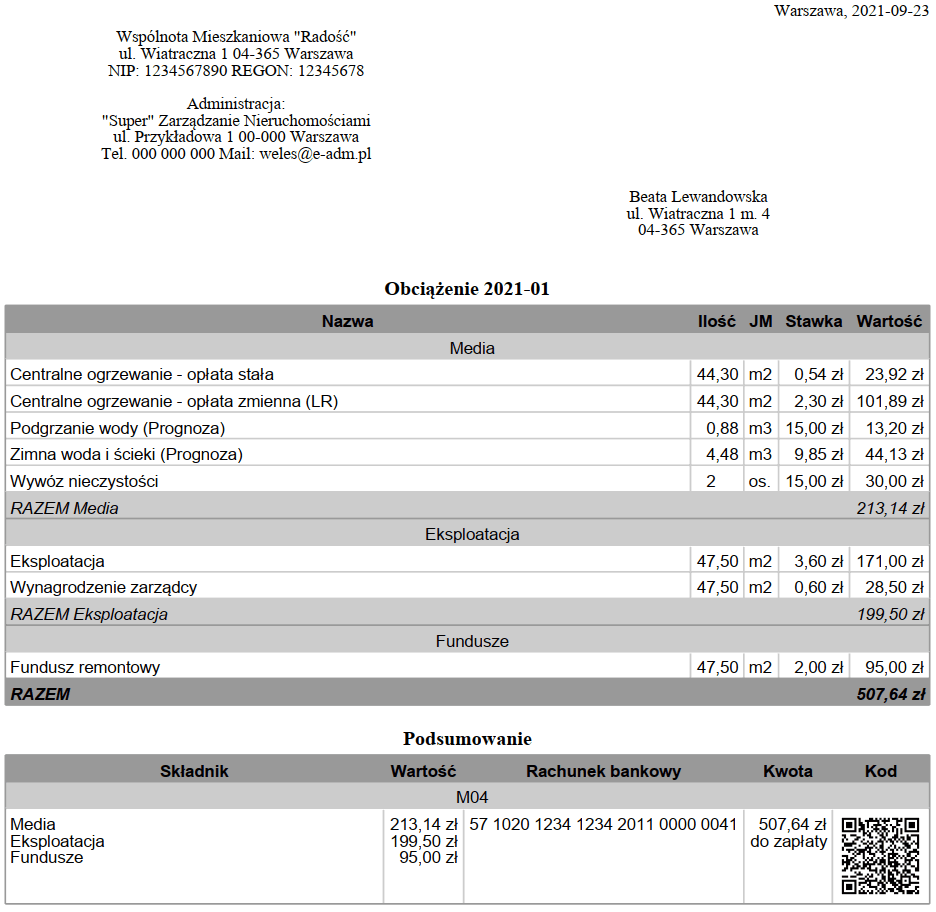 Warszawa, 2021-09-23
Wspólnota Mieszkaniowa "Radość"
ul. Wiatraczna 1 04-365 Warszawa
NIP: 1234567890 REGON: 12345678
Administracja:
"Super" Zarządzanie Nieruchomościami
ul. Przykładowa 1 00-000 Warszawa
Tel. 000 000 000 Mail: weles@e-adm.pl
Beata Lewandowska
ul. Wiatraczna 1 m. 4
04-365 Warszawa
Obciążenie 2021-01
Nazwa Ilość JM Stawka Wartość
Media
Centralne ogrzewanie - opłata stała 44,30 m2 0,54 zł 23,92 zł
Centralne ogrzewanie - opłata zmienna (LR) 44,30 m2 2,30 zł 101,89 zł
Podgrzanie wody (Prognoza) 0,88 m3 15,00 zł 13,20 zł
Zimna woda i ścieki (Prognoza) 4,48 m3 9,85 zł 44,13 zł
Wywóz nieczystości 2 os. 15,00 zł 30,00 zł
RAZEM Media 213,14 zł
Eksploatacja
Eksploatacja 47,50 m2 3,60 zł 171,00 zł
Wynagrodzenie zarządcy 47,50 m2 0,60 zł 28,50 zł
RAZEM Eksploatacja 199,50 zł
Fundusze
Fundusz remontowy 47,50 m2 2,00 zł 95,00 zł
RAZEM 507,64 zł
Podsumowanie
Składnik Wartość Rachunek bankowy Kwota Kod
M04
Media 213,14 zł 57 1020 1234 1234 2011 0000 0041 507,64 zł
Eksploatacja 199,50 zł do zapłaty
Fundusze 95,00 zł